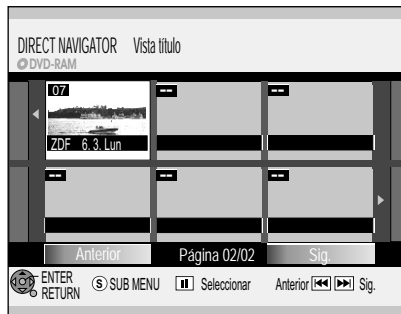 DIRECT NAVIGATOR Vista título
DVD-RAM
07 -- --
ZDF 6. 3. Lun
-- -- --
Anterior Página 02/02 Sig.
ENTER
RETURN
S SUB MENU Seleccionar Anterior Sig.